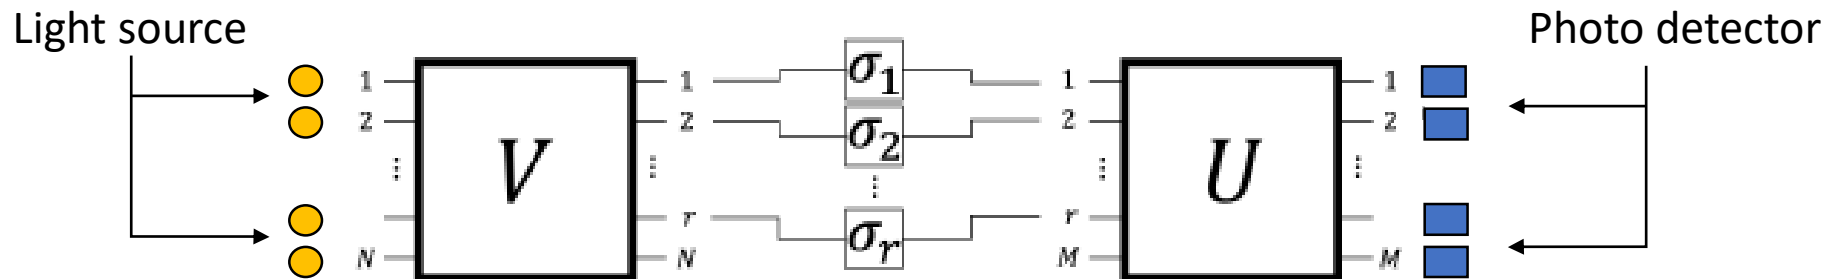 Light source
Photo detector
1 V 1 σ₁ 1 U 1
2 2 σ₂ 2 2
⋮ ⋮ ⋮ ⋮ ⋮
r σᵣ r
N N M M